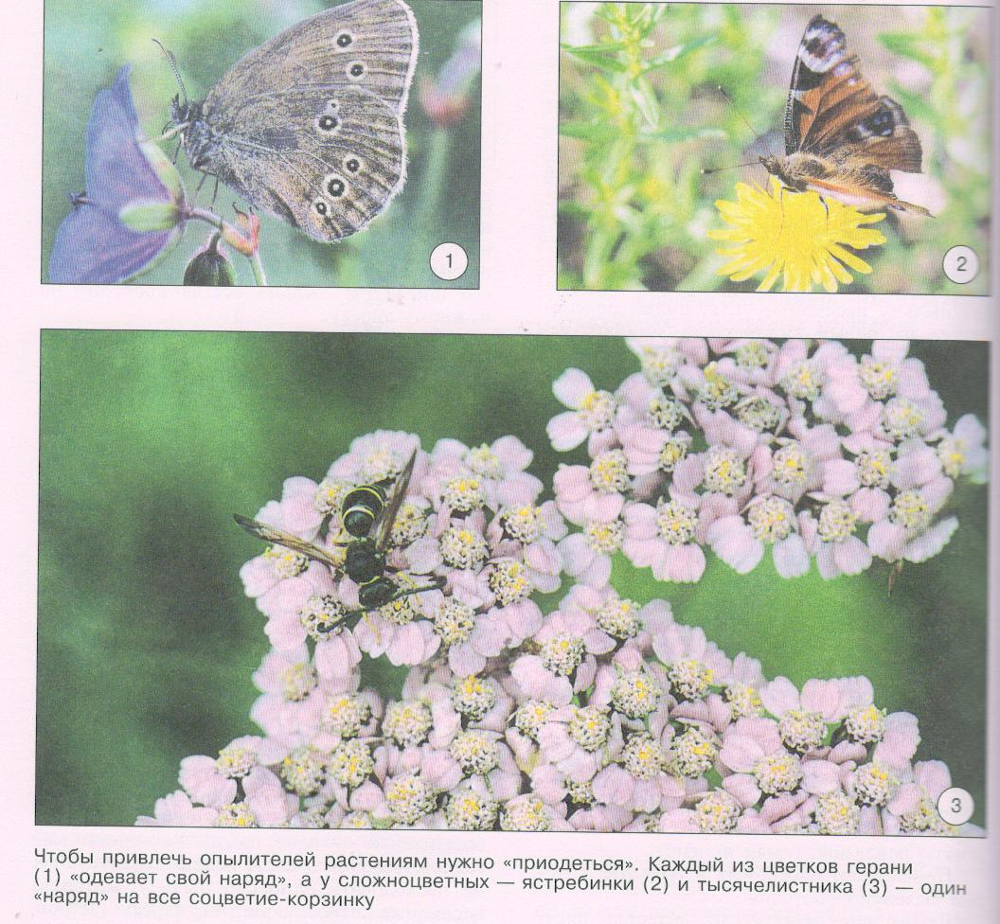 1
2
3
Чтобы привлечь опылителей растениям нужно «приодеться». Каждый из цветков герани
(1) «одевает свой наряд», а у сложноцветных — ястребинки (2) и тысячелистника (3) — один
«наряд» на все соцветие-корзинку